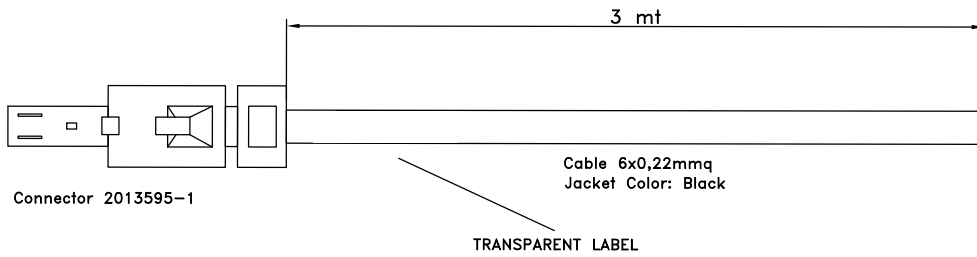 3 mt
Cable 6x0,22mmq
Jacket Color: Black
Connector 2013595-1
TRANSPARENT LABEL